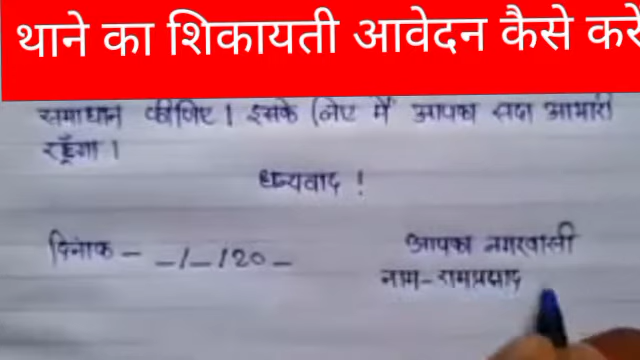 थाने का शिकायती आवेदन कैसे करें
समाधान कीजिए। इसके लिए मैं आपका सदा आभारी
रहूँगा।
धन्यवाद !
दिनांक - _/_/20_
आपका नगरवासी
नाम - रामप्रसाद